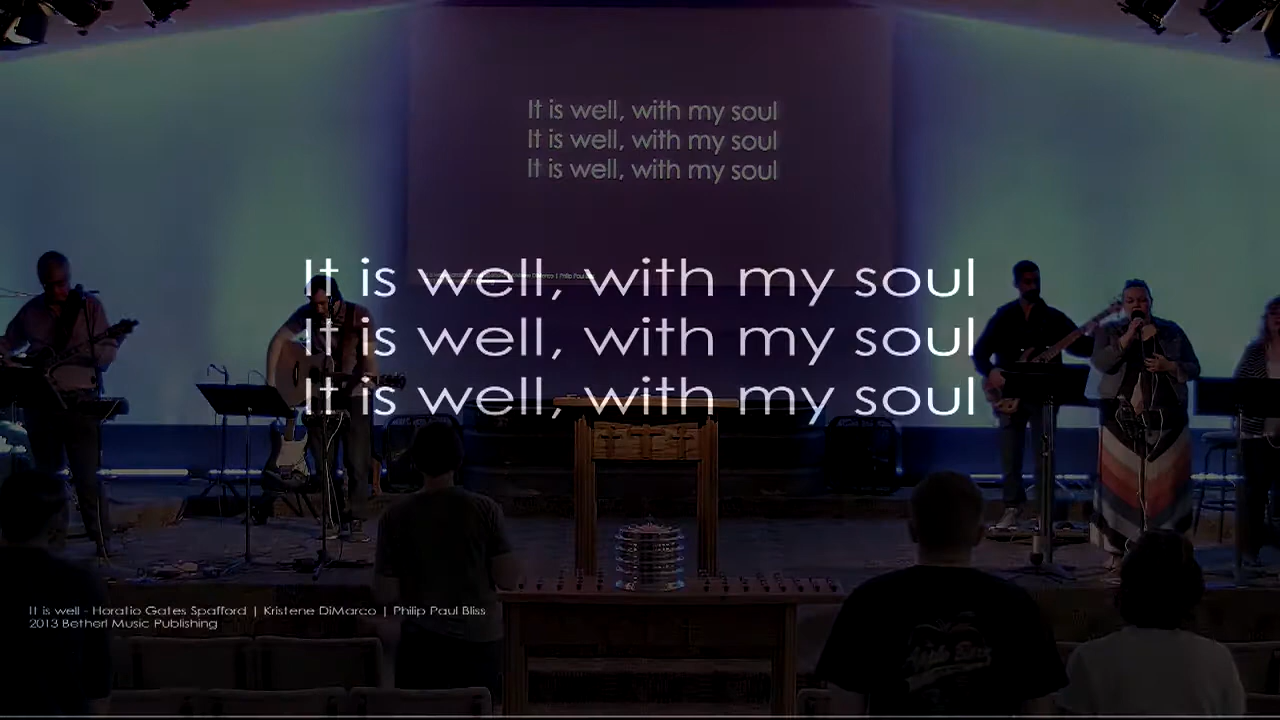 It is well, with my soul
It is well, with my soul
It is well, with my soul
It is well, with my soul
It is well, with my soul
It is well, with my soul
It is well - Horatio Gates Spafford | Kristene DiMarco | Philip Paul Bliss
2013 Betherl Music Publishing